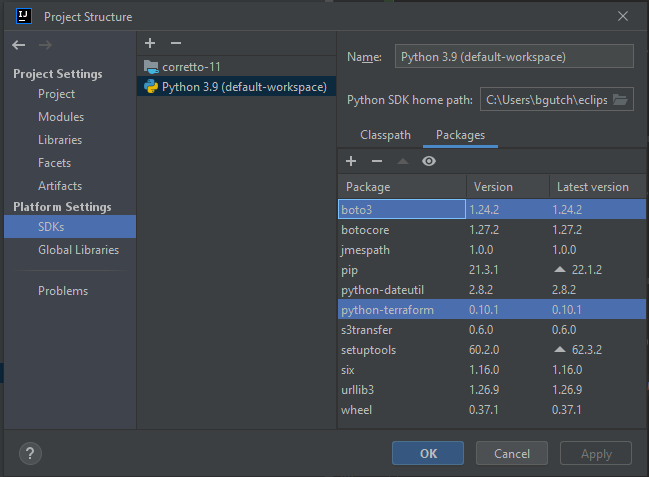 IJ Project Structure
Project Settings
Project
Modules
Libraries
Facets
Artifacts
Platform Settings
SDKs
Global Libraries
Problems
corretto-11
Python 3.9 (default-workspace)
Name: Python 3.9 (default-workspace)
Python SDK home path: C:\Users\bgutch\eclips
Classpath Packages
Package Version Latest version
boto3 1.24.2 1.24.2
botocore 1.27.2 1.27.2
jmespath 1.0.0 1.0.0
pip 21.3.1 22.1.2
python-dateutil 2.8.2 2.8.2
python-terraform 0.10.1 0.10.1
s3transfer 0.6.0 0.6.0
setuptools 60.2.0 62.3.2
six 1.16.0 1.16.0
urllib3 1.26.9 1.26.9
wheel 0.37.1 0.37.1
? OK Cancel Apply